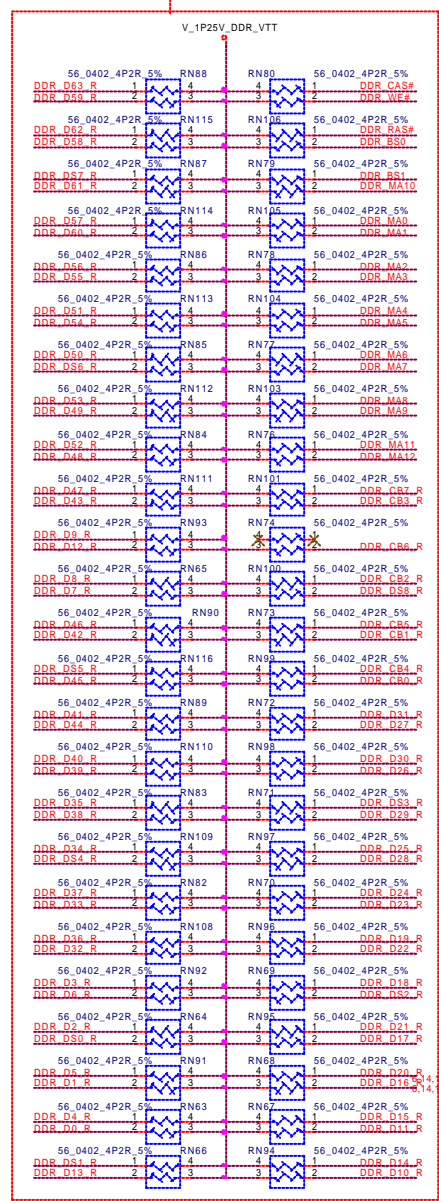 V_1P25V_DDR_VTT
56_0402_4P2R_5% RN88 RN80 56_0402_4P2R_5%
DDR_D63_R 1 4 4 1 DDR_CAS#
DDR_D59_R 2 3 3 2 DDR_WE#
56_0402_4P2R_5% RN115 RN106 56_0402_4P2R_5%
DDR_D62_R 1 4 4 1 DDR_RAS#
DDR_D58_R 2 3 3 2 DDR_BS0
56_0402_4P2R_5% RN87 RN79 56_0402_4P2R_5%
DDR_DS7_R 1 4 4 1 DDR_BS1
DDR_D61_R 2 3 3 2 DDR_MA10
56_0402_4P2R_5% RN114 RN105 56_0402_4P2R_5%
DDR_D57_R 1 4 4 1 DDR_MA0
DDR_D60_R 2 3 3 2 DDR_MA1
56_0402_4P2R_5% RN86 RN78 56_0402_4P2R_5%
DDR_D56_R 1 4 4 1 DDR_MA2
DDR_D55_R 2 3 3 2 DDR_MA3
56_0402_4P2R_5% RN113 RN104 56_0402_4P2R_5%
DDR_D51_R 1 4 4 1 DDR_MA4
DDR_D54_R 2 3 3 2 DDR_MA5
56_0402_4P2R_5% RN85 RN77 56_0402_4P2R_5%
DDR_D50_R 1 4 4 1 DDR_MA6
DDR_DS6_R 2 3 3 2 DDR_MA7
56_0402_4P2R_5% RN112 RN103 56_0402_4P2R_5%
DDR_D53_R 1 4 4 1 DDR_MA8
DDR_D49_R 2 3 3 2 DDR_MA9
56_0402_4P2R_5% RN84 RN76 56_0402_4P2R_5%
DDR_D52_R 1 4 4 1 DDR_MA11
DDR_D48_R 2 3 3 2 DDR_MA12
56_0402_4P2R_5% RN111 RN101 56_0402_4P2R_5%
DDR_D47_R 1 4 4 1 DDR_CB7_R
DDR_D43_R 2 3 3 2 DDR_CB3_R
56_0402_4P2R_5% RN93 RN74 56_0402_4P2R_5%
DDR_D9_R 1 4 4 1
DDR_D12_R 2 3 3 2 DDR_CB6_R
56_0402_4P2R_5% RN65 RN100 56_0402_4P2R_5%
DDR_D8_R 1 4 4 1 DDR_CB2_R
DDR_D7_R 2 3 3 2 DDR_DS8_R
56_0402_4P2R_5% RN90 RN73 56_0402_4P2R_5%
DDR_D46_R 1 4 4 1 DDR_CB5_R
DDR_D42_R 2 3 3 2 DDR_CB1_R
56_0402_4P2R_5% RN116 RN99 56_0402_4P2R_5%
DDR_DS5_R 1 4 4 1 DDR_CB4_R
DDR_D45_R 2 3 3 2 DDR_CB0_R
56_0402_4P2R_5% RN89 RN72 56_0402_4P2R_5%
DDR_D41_R 1 4 4 1 DDR_D31_R
DDR_D44_R 2 3 3 2 DDR_D27_R
56_0402_4P2R_5% RN110 RN98 56_0402_4P2R_5%
DDR_D40_R 1 4 4 1 DDR_D30_R
DDR_D39_R 2 3 3 2 DDR_D26_R
56_0402_4P2R_5% RN83 RN71 56_0402_4P2R_5%
DDR_D35_R 1 4 4 1 DDR_DS3_R
DDR_D38_R 2 3 3 2 DDR_D29_R
56_0402_4P2R_5% RN109 RN97 56_0402_4P2R_5%
DDR_D34_R 1 4 4 1 DDR_D25_R
DDR_DS4_R 2 3 3 2 DDR_D28_R
56_0402_4P2R_5% RN82 RN70 56_0402_4P2R_5%
DDR_D37_R 1 4 4 1 DDR_D24_R
DDR_D33_R 2 3 3 2 DDR_D23_R
56_0402_4P2R_5% RN108 RN96 56_0402_4P2R_5%
DDR_D36_R 1 4 4 1 DDR_D19_R
DDR_D32_R 2 3 3 2 DDR_D22_R
56_0402_4P2R_5% RN92 RN69 56_0402_4P2R_5%
DDR_D3_R 1 4 4 1 DDR_D18_R
DDR_D6_R 2 3 3 2 DDR_DS2_R
56_0402_4P2R_5% RN64 RN95 56_0402_4P2R_5%
DDR_D2_R 1 4 4 1 DDR_D21_R
DDR_DS0_R 2 3 3 2 DDR_D17_R
56_0402_4P2R_5% RN91 RN68 56_0402_4P2R_5%
DDR_D5_R 1 4 4 1 DDR_D20_R
DDR_D1_R 2 3 3 2 DDR_D16_R
56_0402_4P2R_5% RN63 RN67 56_0402_4P2R_5%
DDR_D4_R 1 4 4 1 DDR_D15_R
DDR_D0_R 2 3 3 2 DDR_D11_R
56_0402_4P2R_5% RN66 RN94 56_0402_4P2R_5%
DDR_DS1_R 1 4 4 1 DDR_D14_R
DDR_D13_R 2 3 3 2 DDR_D10_R